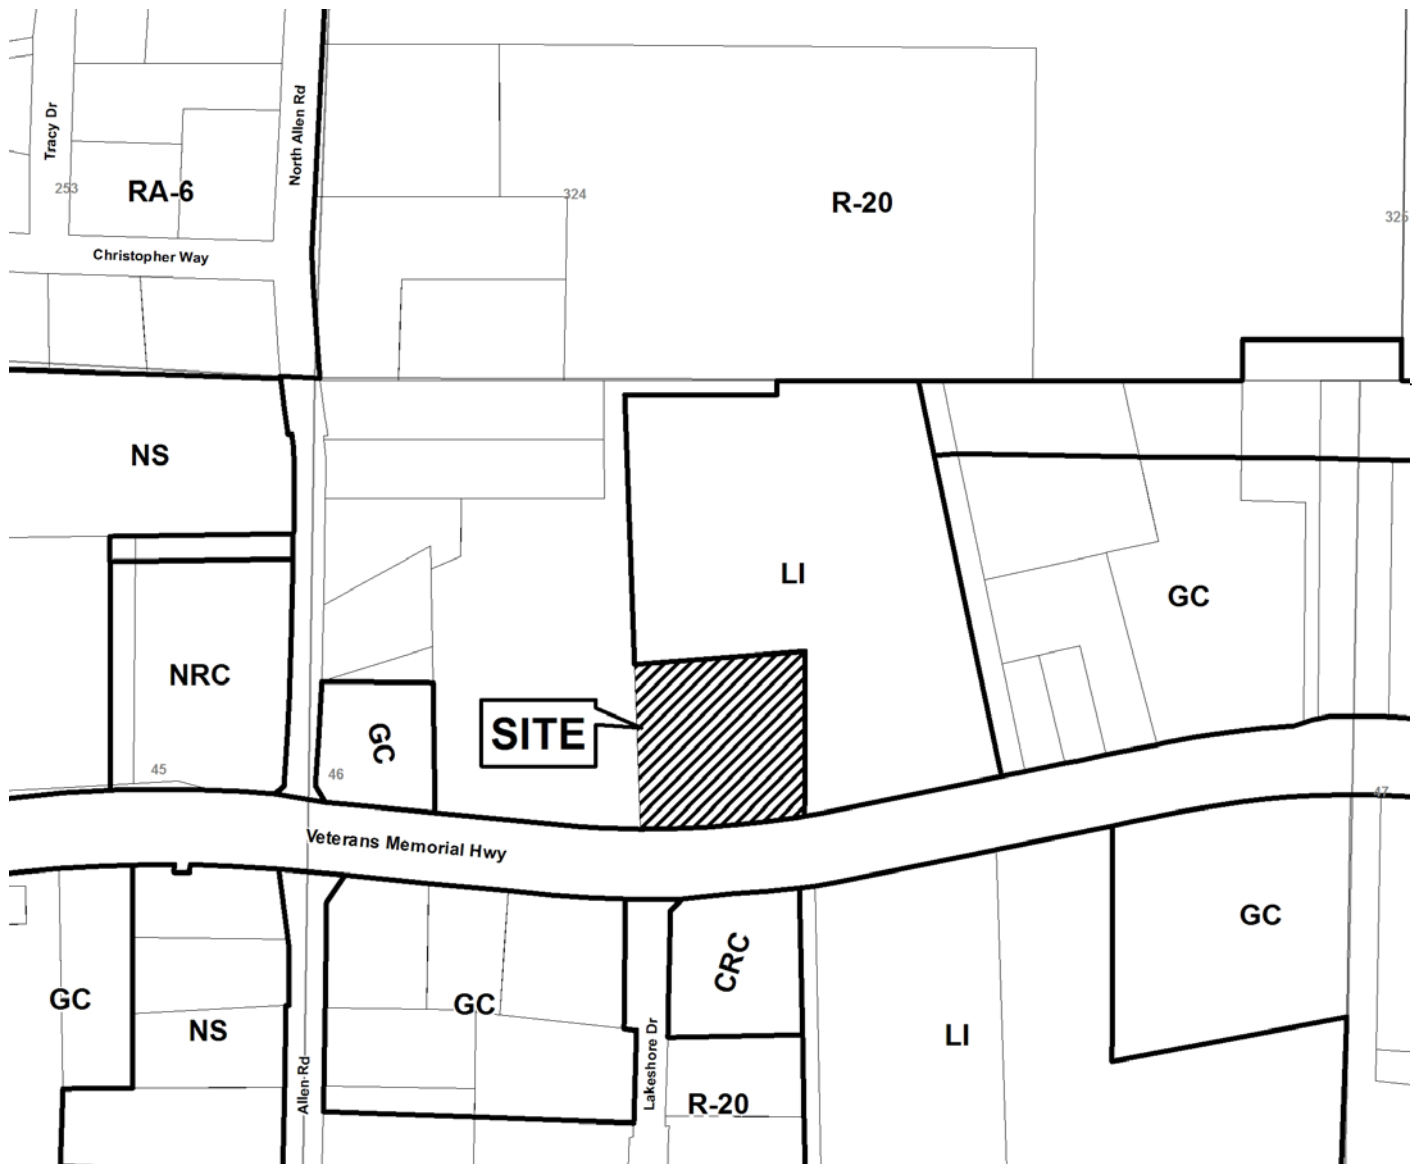 North Allen Rd
Tracy Dr
RA-6
253
324
R-20
325
Christopher Way
NS
LI
GC
NRC
GC
SITE
45
46
47
Veterans Memorial Hwy
GC
CRC
GC
GC
NS
LI
Lakeshore Dr
Allen Rd
R-20